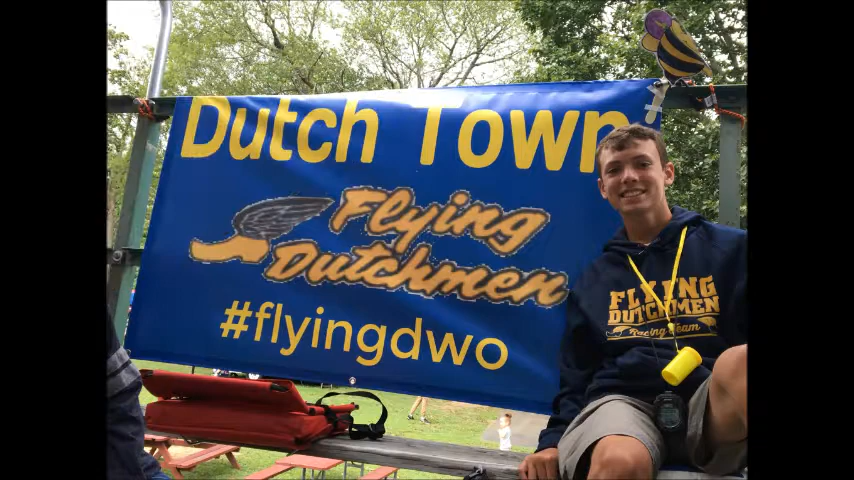 Dutch Town
Flying
Dutchmen
#flyingdwo
FLYING
DUTCHMEN
Racing Team